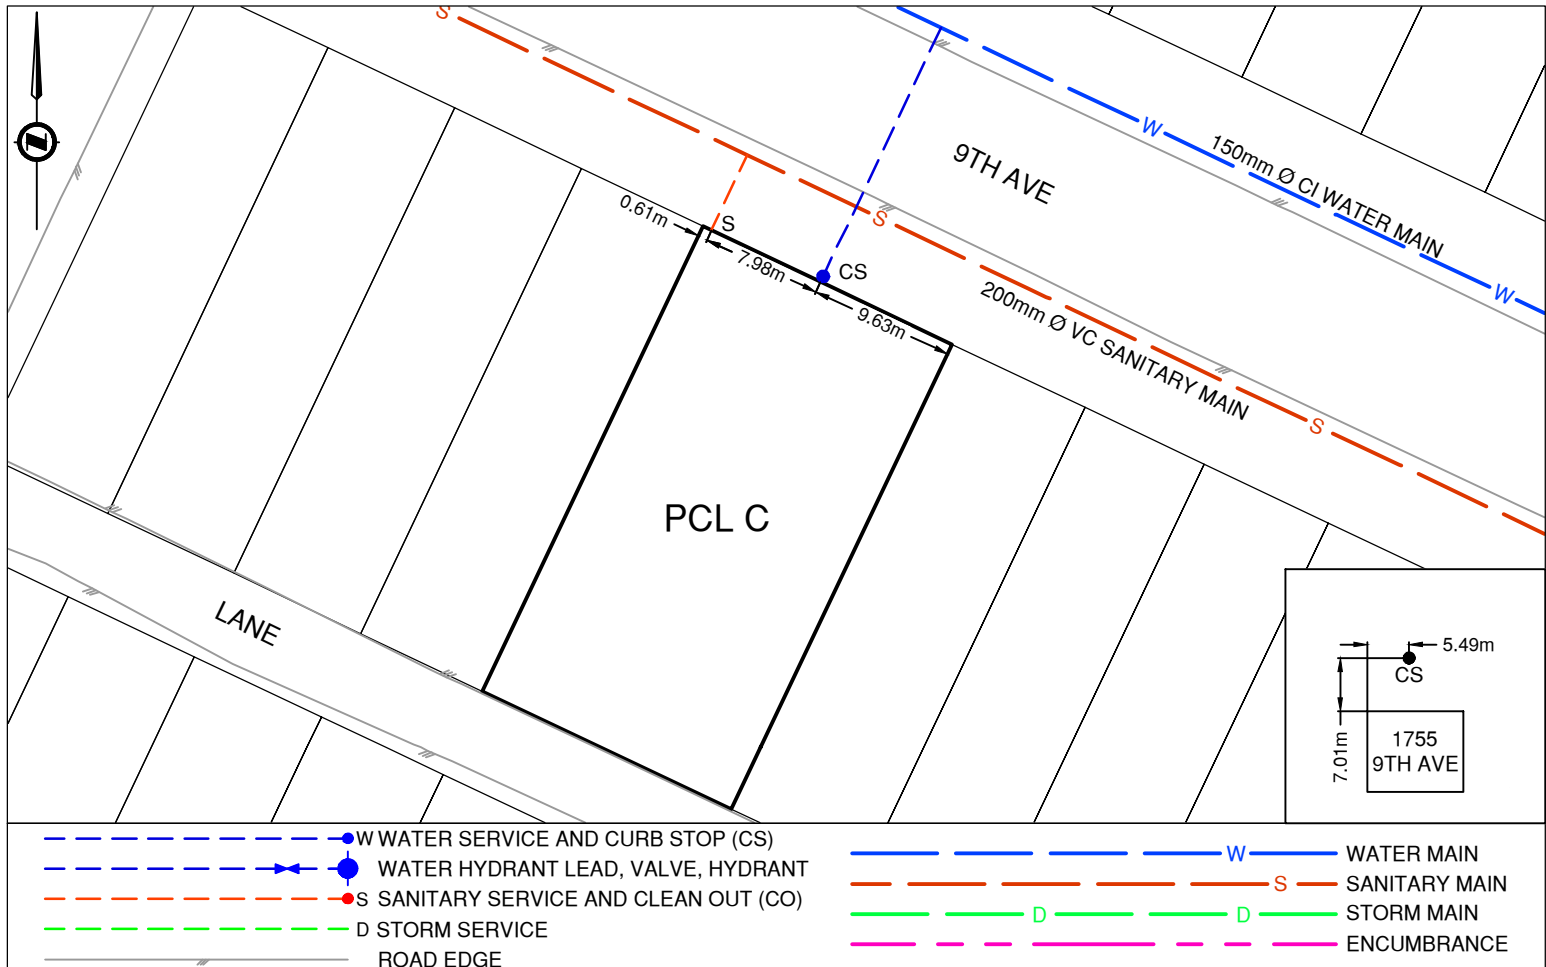 S
W
9TH AVE
150mm Ø CI WATER MAIN
0.61m
S
S
7.98m
CS
W
9.63m
200mm Ø VC SANITARY MAIN
S
PCL C
LANE
5.49m
CS
7.01m
1755
9TH AVE
W WATER SERVICE AND CURB STOP (CS)
WATER HYDRANT LEAD, VALVE, HYDRANT
S SANITARY SERVICE AND CLEAN OUT (CO)
D STORM SERVICE
ROAD EDGE
W WATER MAIN
S SANITARY MAIN
D D STORM MAIN
ENCUMBRANCE